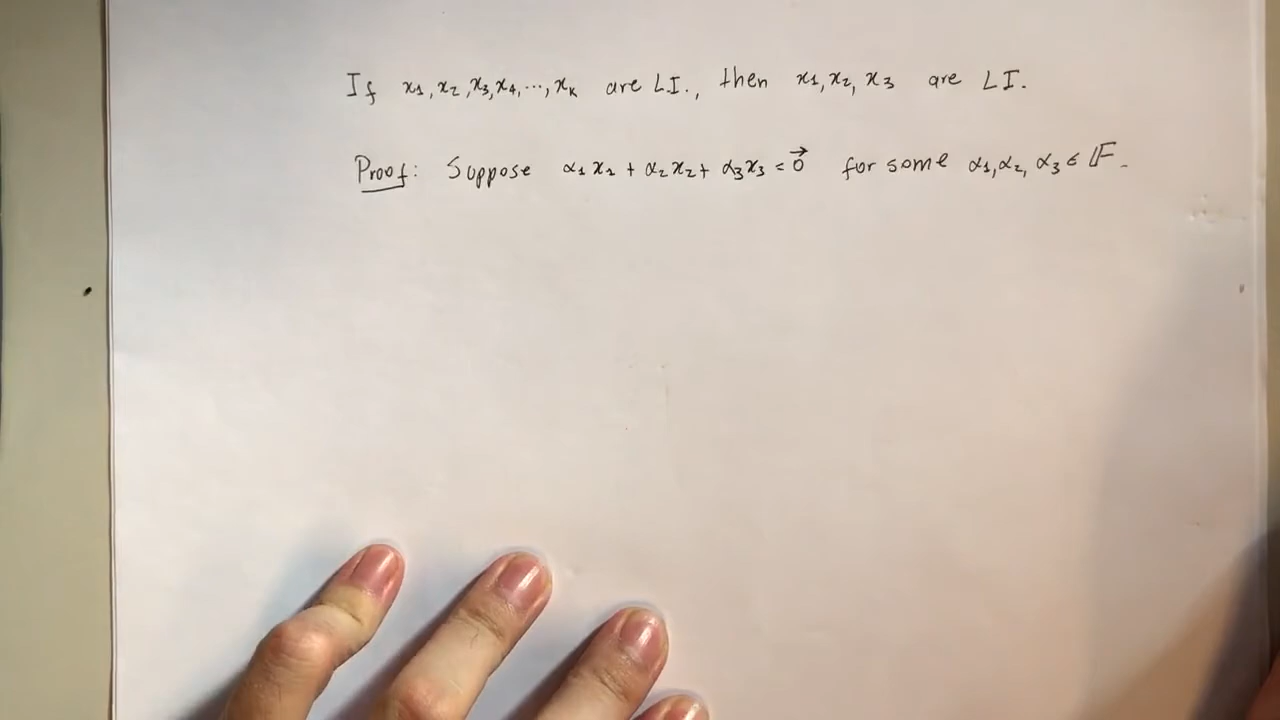 If x₁, x₂, x₃, x₄, ..., xₖ are LI., then x₁, x₂, x₃ are LI.
Proof: Suppose α₁x₁ + α₂x₂ + α₃x₃ = 0⃗ for some α₁, α₂, α₃ ∈ 𝔽.